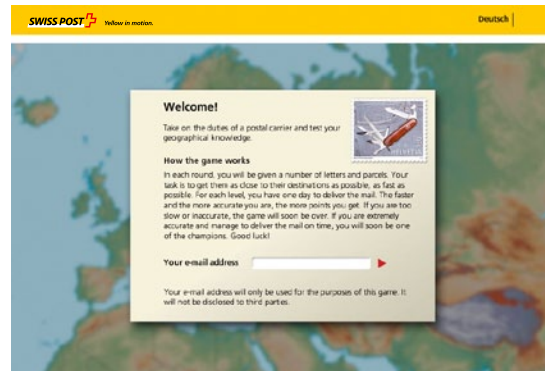 SWISS POST Yellow in motion.
Deutsch
Welcome!
Take on the duties of a postal carrier and test your
geographical knowledge.
How the game works
In each round, you will be given a number of letters and parcels. Your
task is to get them as close to their destinations as possible, as fast as
possible. For each level, you have one day to deliver the mail. The faster
and the more accurate you are, the more points you get. If you are too
slow or inaccurate, the game will soon be over. If you are extremely
accurate and manage to deliver the mail on time, you will soon be one
of the champions. Good luck!
Your e-mail address
Your e-mail address will only be used for the purposes of this game. It
will not be disclosed to third parties.